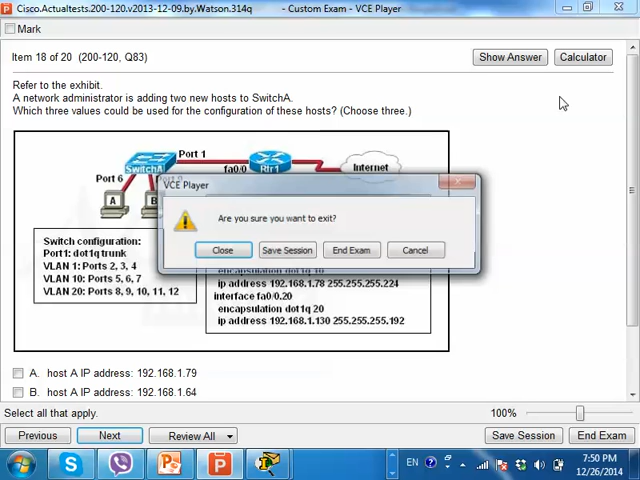 Cisco.Actualtests.200-120.v2013-12-09.by.Watson.314q - Custom Exam - VCE Player
Mark
Item 18 of 20 (200-120, Q83)
Show Answer
Calculator
Refer to the exhibit.
A network administrator is adding two new hosts to SwitchA.
Which three values could be used for the configuration of these hosts? (Choose three.)
Port 1
SwitchA
fa0/0
Rtr1
Internet
Port 6
A
B
VCE Player
Are you sure you want to exit?
Close
Save Session
End Exam
Cancel
Switch configuration:
Port1: dot1q trunk
VLAN 1: Ports 2, 3, 4
VLAN 10: Ports 5, 6, 7
VLAN 20: Ports 8, 9, 10, 11, 12
encapsulation dot1q 10
ip address 192.168.1.78 255.255.255.224
interface fa0/0.20
encapsulation dot1q 20
ip address 192.168.1.130 255.255.255.192
A. host A IP address: 192.168.1.79
B. host A IP address: 192.168.1.64
Select all that apply.
100%
Previous
Next
Review All
Save Session
End Exam
EN
7:50 PM
12/26/2014